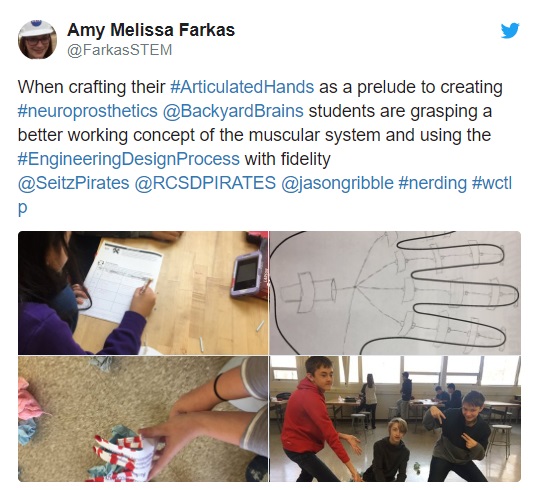 Amy Melissa Farkas
@FarkasSTEM
When crafting their #ArticulatedHands as a prelude to creating
#neuroprosthetics @BackyardBrains students are grasping a
better working concept of the muscular system and using the
#EngineeringDesignProcess with fidelity
@SeitzPirates @RCSDPIRATES @jasongribble #nerding #wctl
p